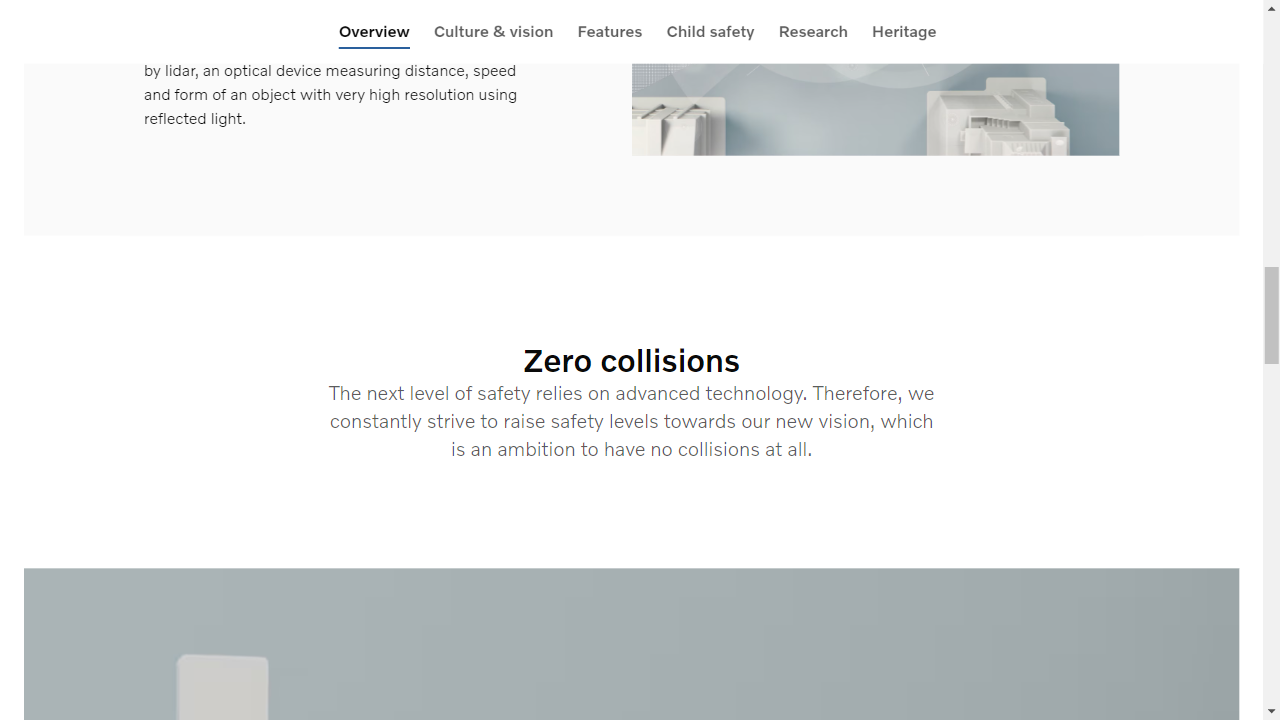 Overview Culture & vision Features Child safety Research Heritage
by lidar, an optical device measuring distance, speed
and form of an object with very high resolution using
reflected light.
Zero collisions
The next level of safety relies on advanced technology. Therefore, we
constantly strive to raise safety levels towards our new vision, which
is an ambition to have no collisions at all.